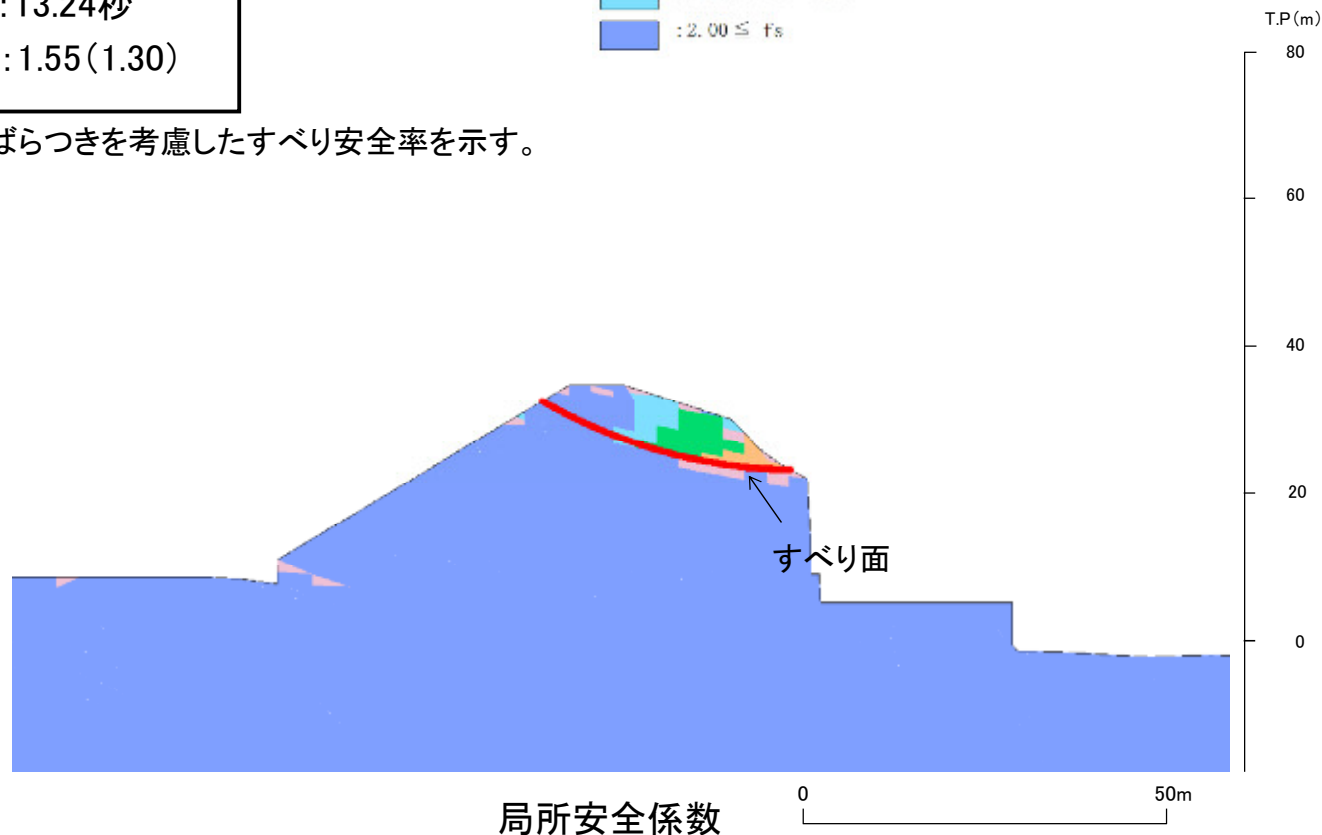 :13.24秒
:1.55(1.30)
:2.00 ≦ fs
ばらつきを考慮したすべり安全率を示す。
T.P(m)
80
60
40
20
0
すべり面
局所安全係数
0
50m